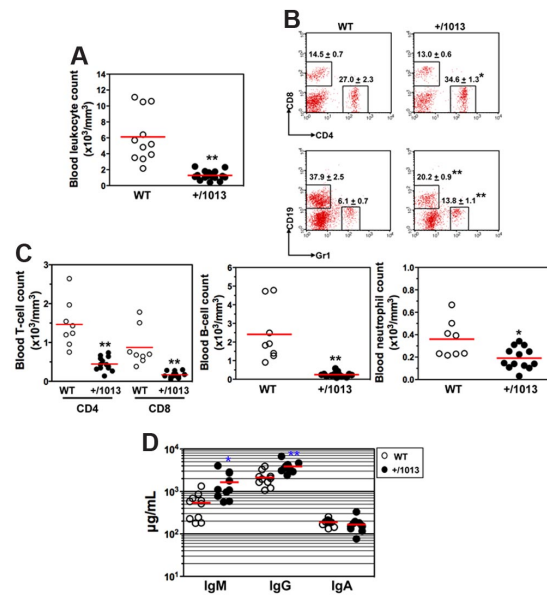 A
Blood leukocyte count
(x10³/mm³)
14
12
10
8
6
4
2
0
**
WT
+/1013
B
WT
+/1013
14.5 ± 0.7
27.0 ± 2.3
13.0 ± 0.6
34.6 ± 1.3*
CD8
CD4
37.9 ± 2.5
6.1 ± 0.7
20.2 ± 0.9**
13.8 ± 1.1**
CD19
Gr1
C
Blood T-cell count
(x10³/mm³)
3
2
1
0
**
**
WT
+/1013
WT
+/1013
CD4
CD8
Blood B-cell count
(x10³/mm³)
6
5
4
3
2
1
0
**
WT
+/1013
Blood neutrophil count
(x10³/mm³)
1.0
0.8
0.6
0.4
0.2
0.0
*
WT
+/1013
D
WT
+/1013
µg/mL
10⁴
10³
10²
10¹
*
**
IgM
IgG
IgA